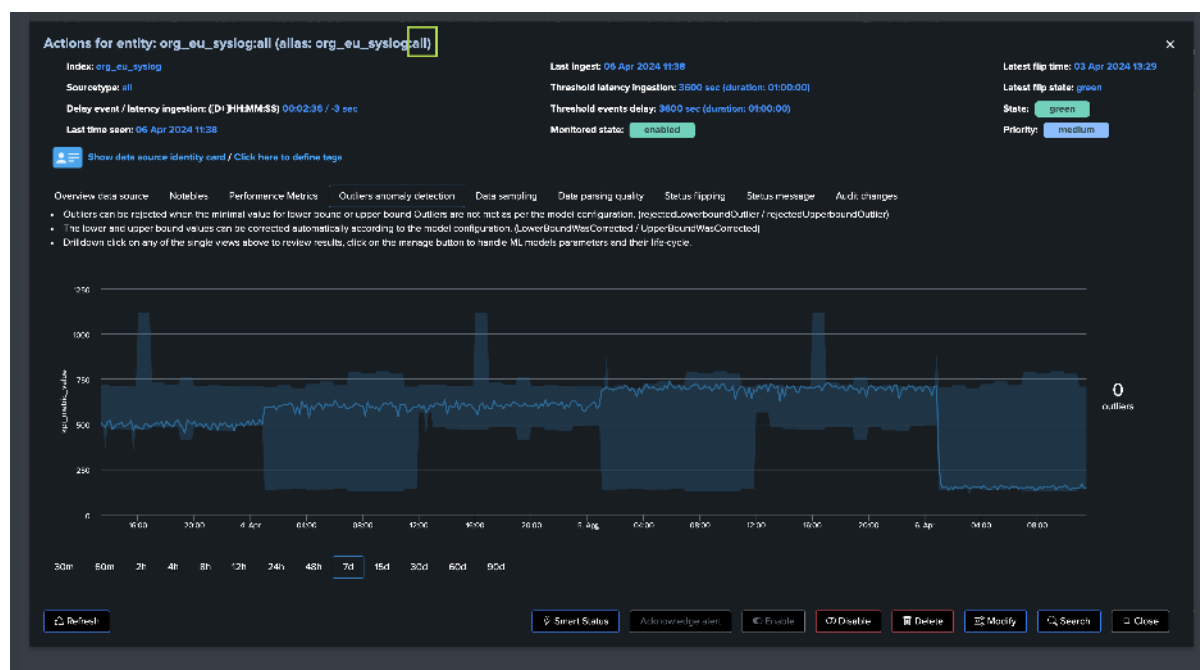 Actions for entity: org_eu_syslog:all (alias: org_eu_syslog:all)
×
Index: org_eu_syslog
Last ingest: 06 Apr 2024 11:38
Latest flip time: 03 Apr 2024 13:29
Sourcetype: all
Threshold latency ingestion: 3600 sec (duration: 01:00:00)
Latest flip state: green
Delay event / latency ingestion: ([D+]HH:MM:SS) 00:02:36 / -3 sec
Threshold events delay: 3600 sec (duration: 01:00:00)
State: green
Last time seen: 06 Apr 2024 11:38
Monitored state: enabled
Priority: medium
Show data source identity card / Click here to define tags
Overview data source Notables Performance Metrics Outliers anomaly detection Data sampling Data parsing quality Status flipping Status message Audit changes
• Outliers can be rejected when the minimal value for lower bound or upper bound Outliers are not met as per the model configuration. (rejectedLowerboundOutlier / rejectedUpperboundOutlier)
• The lower and upper bound values can be corrected automatically according to the model configuration. (LowerBoundWasCorrected / UpperBoundWasCorrected)
• Drilldown click on any of the single views above to review results, click on the manage button to handle ML models parameters and their life-cycle.
1250
1000
750
500
250
0
kpi_metric_value
0
outliers
16:00 20:00 4. Apr 04:00 08:00 12:00 16:00 20:00 5. Apr 04:00 08:00 12:00 16:00 20:00 6. Apr 04:00 08:00
30m 60m 2h 4h 8h 12h 24h 48h 7d 15d 30d 60d 90d
Refresh
Smart Status Acknowledge alert Enable Disable Delete Modify Search Close